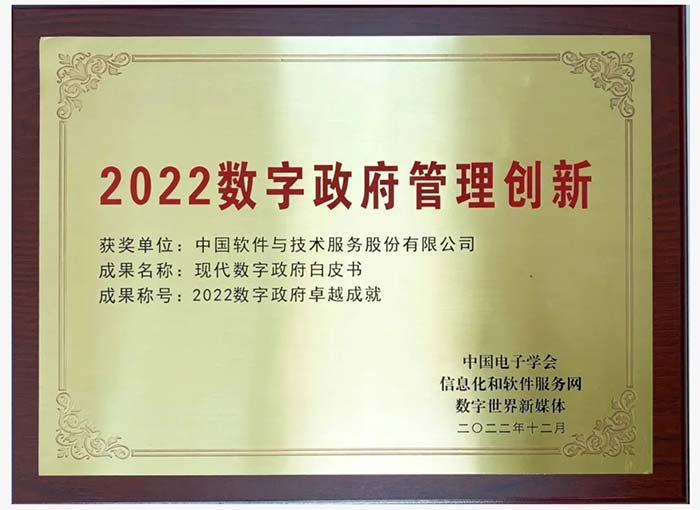 2022数字政府管理创新
获奖单位：中国软件与技术服务股份有限公司
成果名称：现代数字政府白皮书
成果称号：2022数字政府卓越成就
中国电子学会
信息化和软件服务网
数字世界新媒体
二〇二二年十二月